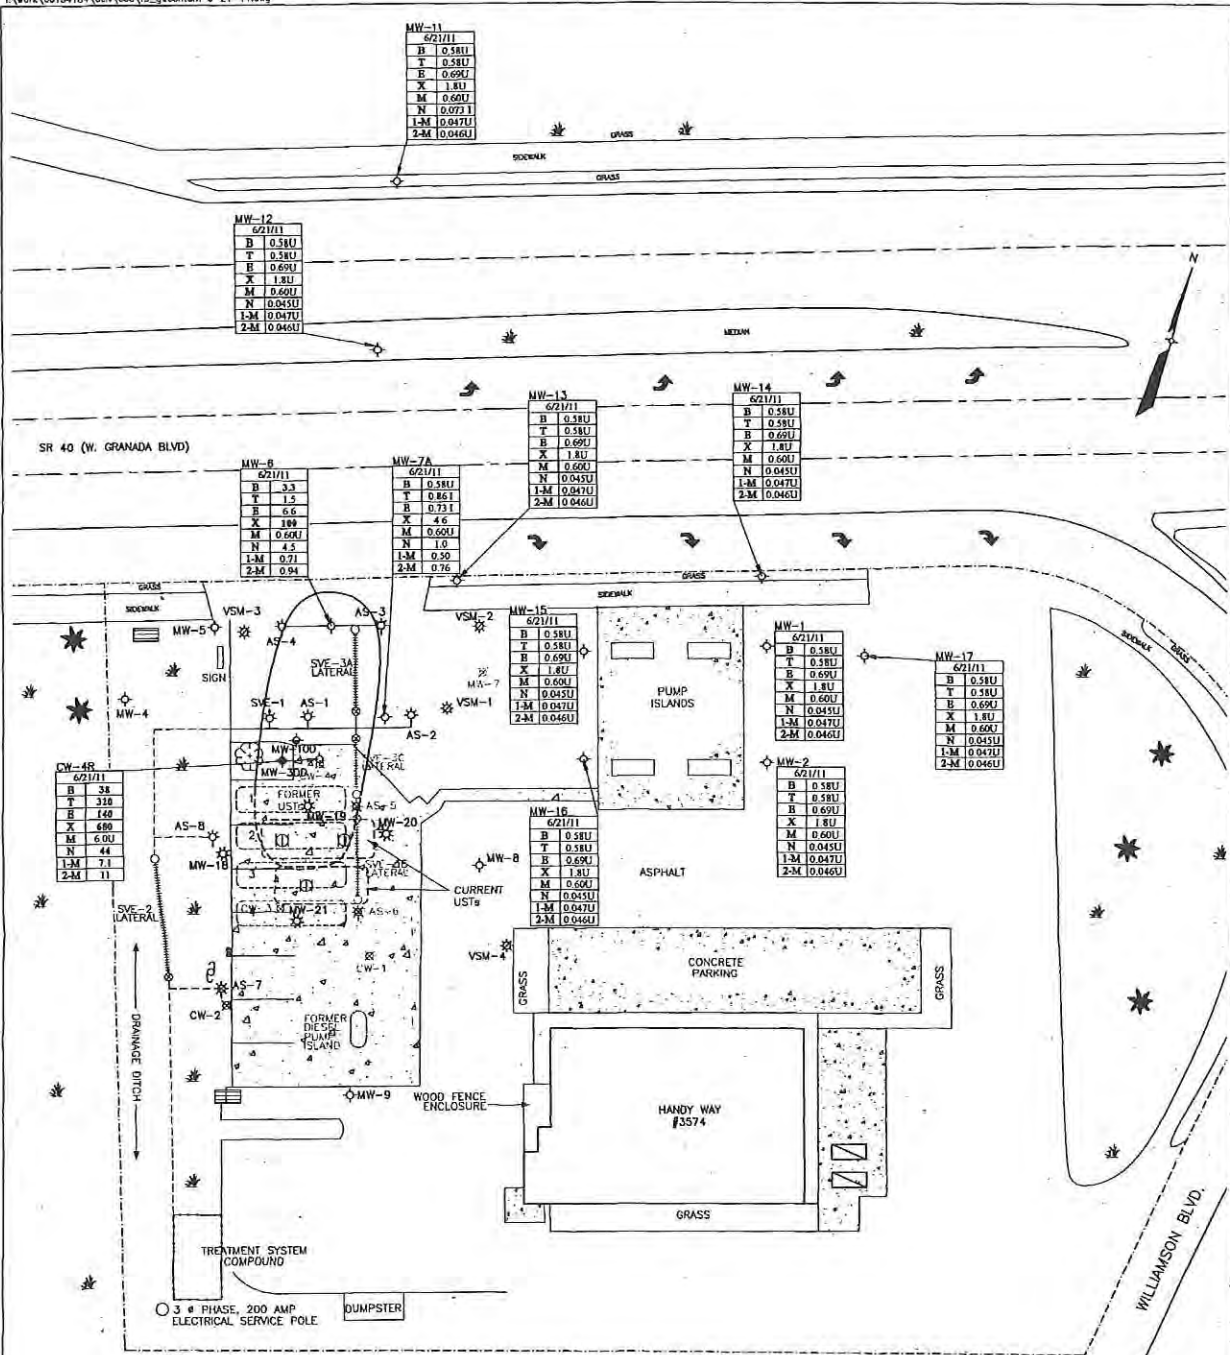 MW-11
6/21/11
B 0.58U
T 0.58U
E 0.69U
X 1.8U
M 0.60U
N 0.073 I
1-M 0.047U
2-M 0.046U
GRASS
SIDEWALK
GRASS
MW-12
6/21/11
B 0.58U
T 0.58U
E 0.69U
X 1.8U
M 0.60U
N 0.045U
1-M 0.047U
2-M 0.046U
N
MEDIAN
MW-13
6/21/11
B 0.58U
T 0.58U
E 0.69U
X 1.8U
M 0.60U
N 0.045U
1-M 0.047U
2-M 0.046U
MW-14
6/21/11
B 0.58U
T 0.58U
E 0.69U
X 1.8U
M 0.60U
N 0.045U
1-M 0.047U
2-M 0.046U
SR 40 (W. GRANADA BLVD)
MW-6
6/21/11
B 3.3
T 1.5
E 6.6
X 100
M 0.60U
N 4.5
1-M 0.71
2-M 0.94
MW-7A
6/21/11
B 0.58U
T 0.86 I
E 0.73 I
X 4.6
M 0.60U
N 1.0
1-M 0.50
2-M 0.76
GRASS
SIDEWALK
GRASS
SIDEWALK
MW-5
VSM-3
AS-4
AS-3
VSM-2
SVE-3A
LATERAL
SIGN
MW-4
SVE-1
AS-1
MW-7
VSM-1
AS-2
MW-15
6/21/11
B 0.58U
T 0.58U
E 0.69U
X 1.8U
M 0.60U
N 0.045U
1-M 0.047U
2-M 0.046U
PUMP
ISLANDS
MW-1
6/21/11
B 0.58U
T 0.58U
E 0.69U
X 1.8U
M 0.60U
N 0.045U
1-M 0.047U
2-M 0.046U
MW-17
6/21/11
B 0.58U
T 0.58U
E 0.69U
X 1.8U
M 0.60U
N 0.045U
1-M 0.047U
2-M 0.046U
SIDEWALK
GRASS
CW-4R
6/21/11
B 38
T 310
E 140
X 680
M 6.0U
N 44
1-M 7.1
2-M 11
MW-10D
MW-30D
LATERAL
FORMER
USTs
1
2
3
AS-5
MW-19
MW-20
AS-8
MW-18
LATERAL
MW-8
CURRENT
USTs
CW-3
MW-21
AS-6
SVE-2
LATERAL
MW-16
6/21/11
B 0.58U
T 0.58U
E 0.69U
X 1.8U
M 0.60U
N 0.045U
1-M 0.047U
2-M 0.046U
MW-2
6/21/11
B 0.58U
T 0.58U
E 0.69U
X 1.8U
M 0.60U
N 0.045U
1-M 0.047U
2-M 0.046U
ASPHALT
VSM-4
CW-1
AS-7
CW-2
GRASS
CONCRETE
PARKING
GRASS
DRAINAGE DITCH
FORMER
DIESEL
PUMP
ISLAND
MW-9
WOOD FENCE
ENCLOSURE
HANDY WAY
#3574
GRASS
TREATMENT SYSTEM
COMPOUND
3 ø PHASE, 200 AMP
ELECTRICAL SERVICE POLE
DUMPSTER
WILLIAMSON BLVD.